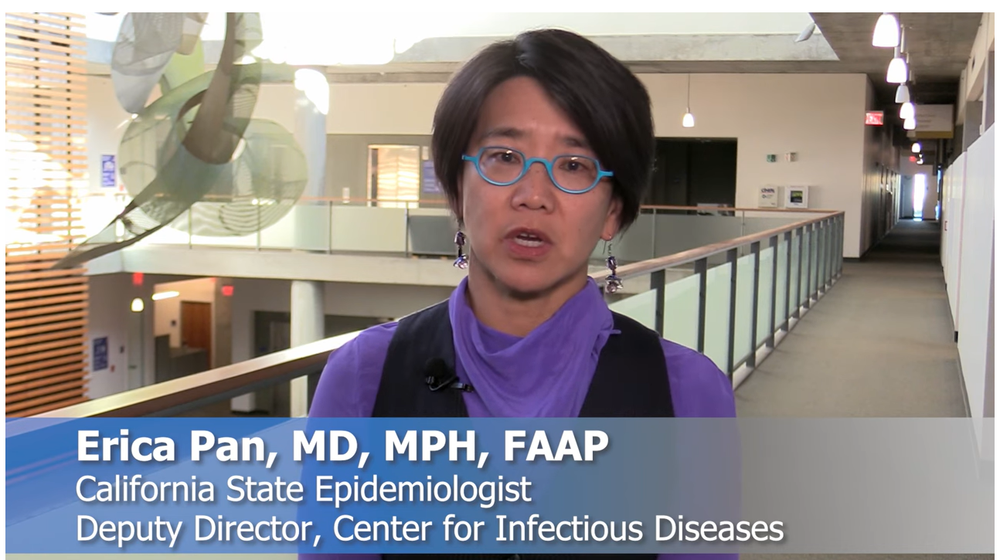 Erica Pan, MD, MPH, FAAP
California State Epidemiologist
Deputy Director, Center for Infectious Diseases